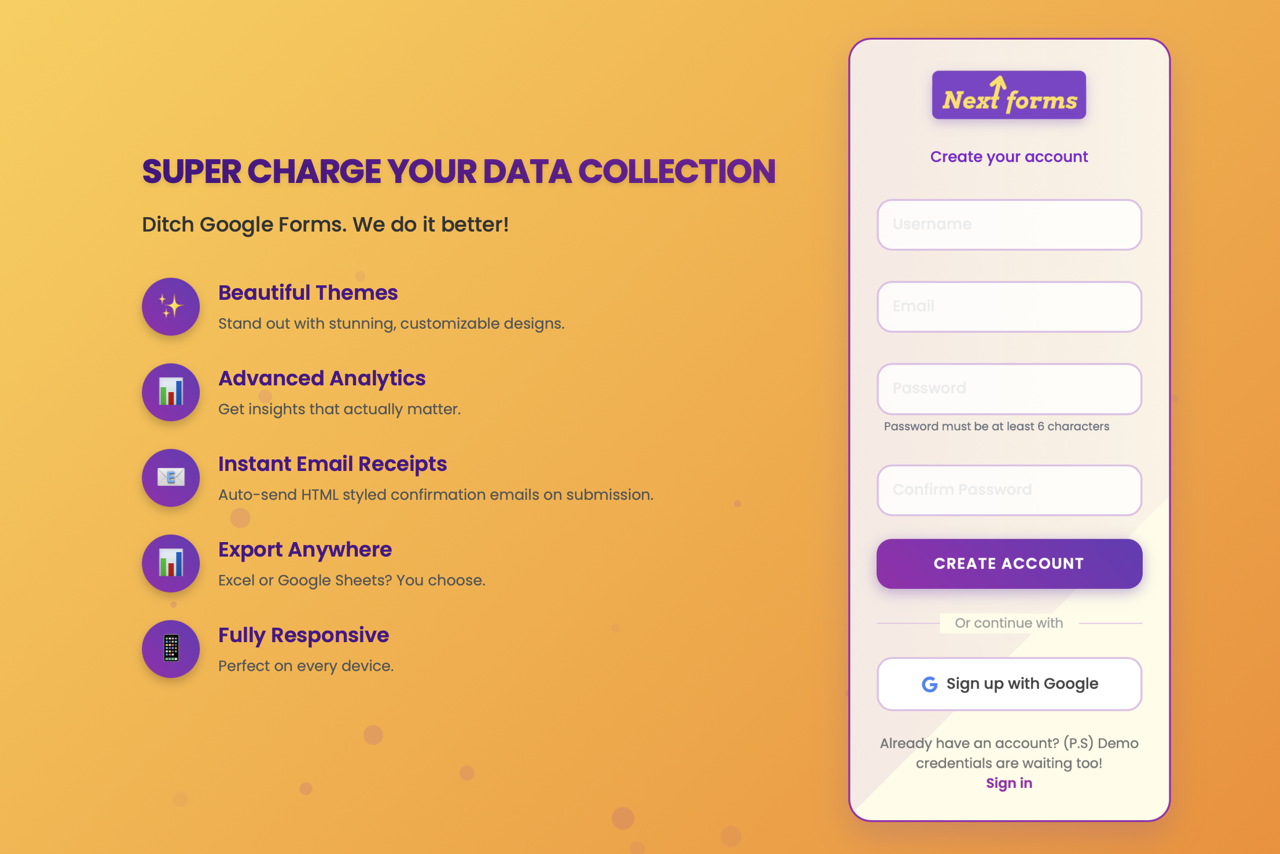 SUPER CHARGE YOUR DATA COLLECTION
Ditch Google Forms. We do it better!
Beautiful Themes
Stand out with stunning, customizable designs.
Advanced Analytics
Get insights that actually matter.
Instant Email Receipts
Auto-send HTML styled confirmation emails on submission.
Export Anywhere
Excel or Google Sheets? You choose.
Fully Responsive
Perfect on every device.
Next forms
Create your account
Username
Email
Password
Password must be at least 6 characters
Confirm Password
CREATE ACCOUNT
Or continue with
Sign up with Google
Already have an account? (P.S) Demo
credentials are waiting too!
Sign in